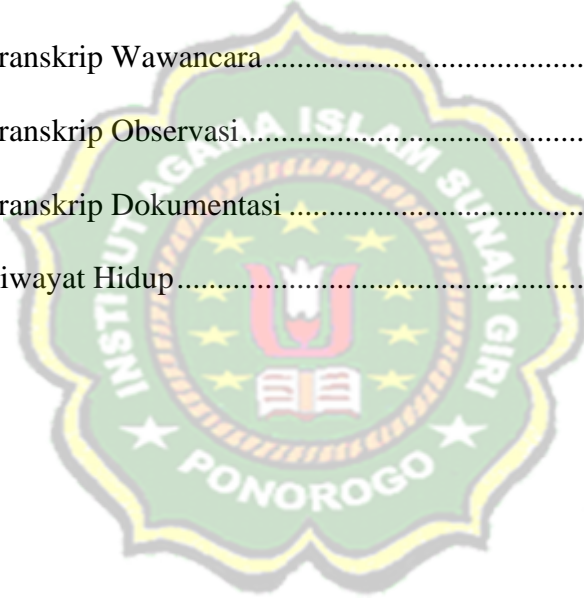 ranskrip Wawancara.......................................
ranskrip Observasi..........................................
ranskrip Dokumentasi ....................................
iwayat Hidup..................................................
INSTITUT AGAMA ISLAM SUNAN GIRI
PONOROGO